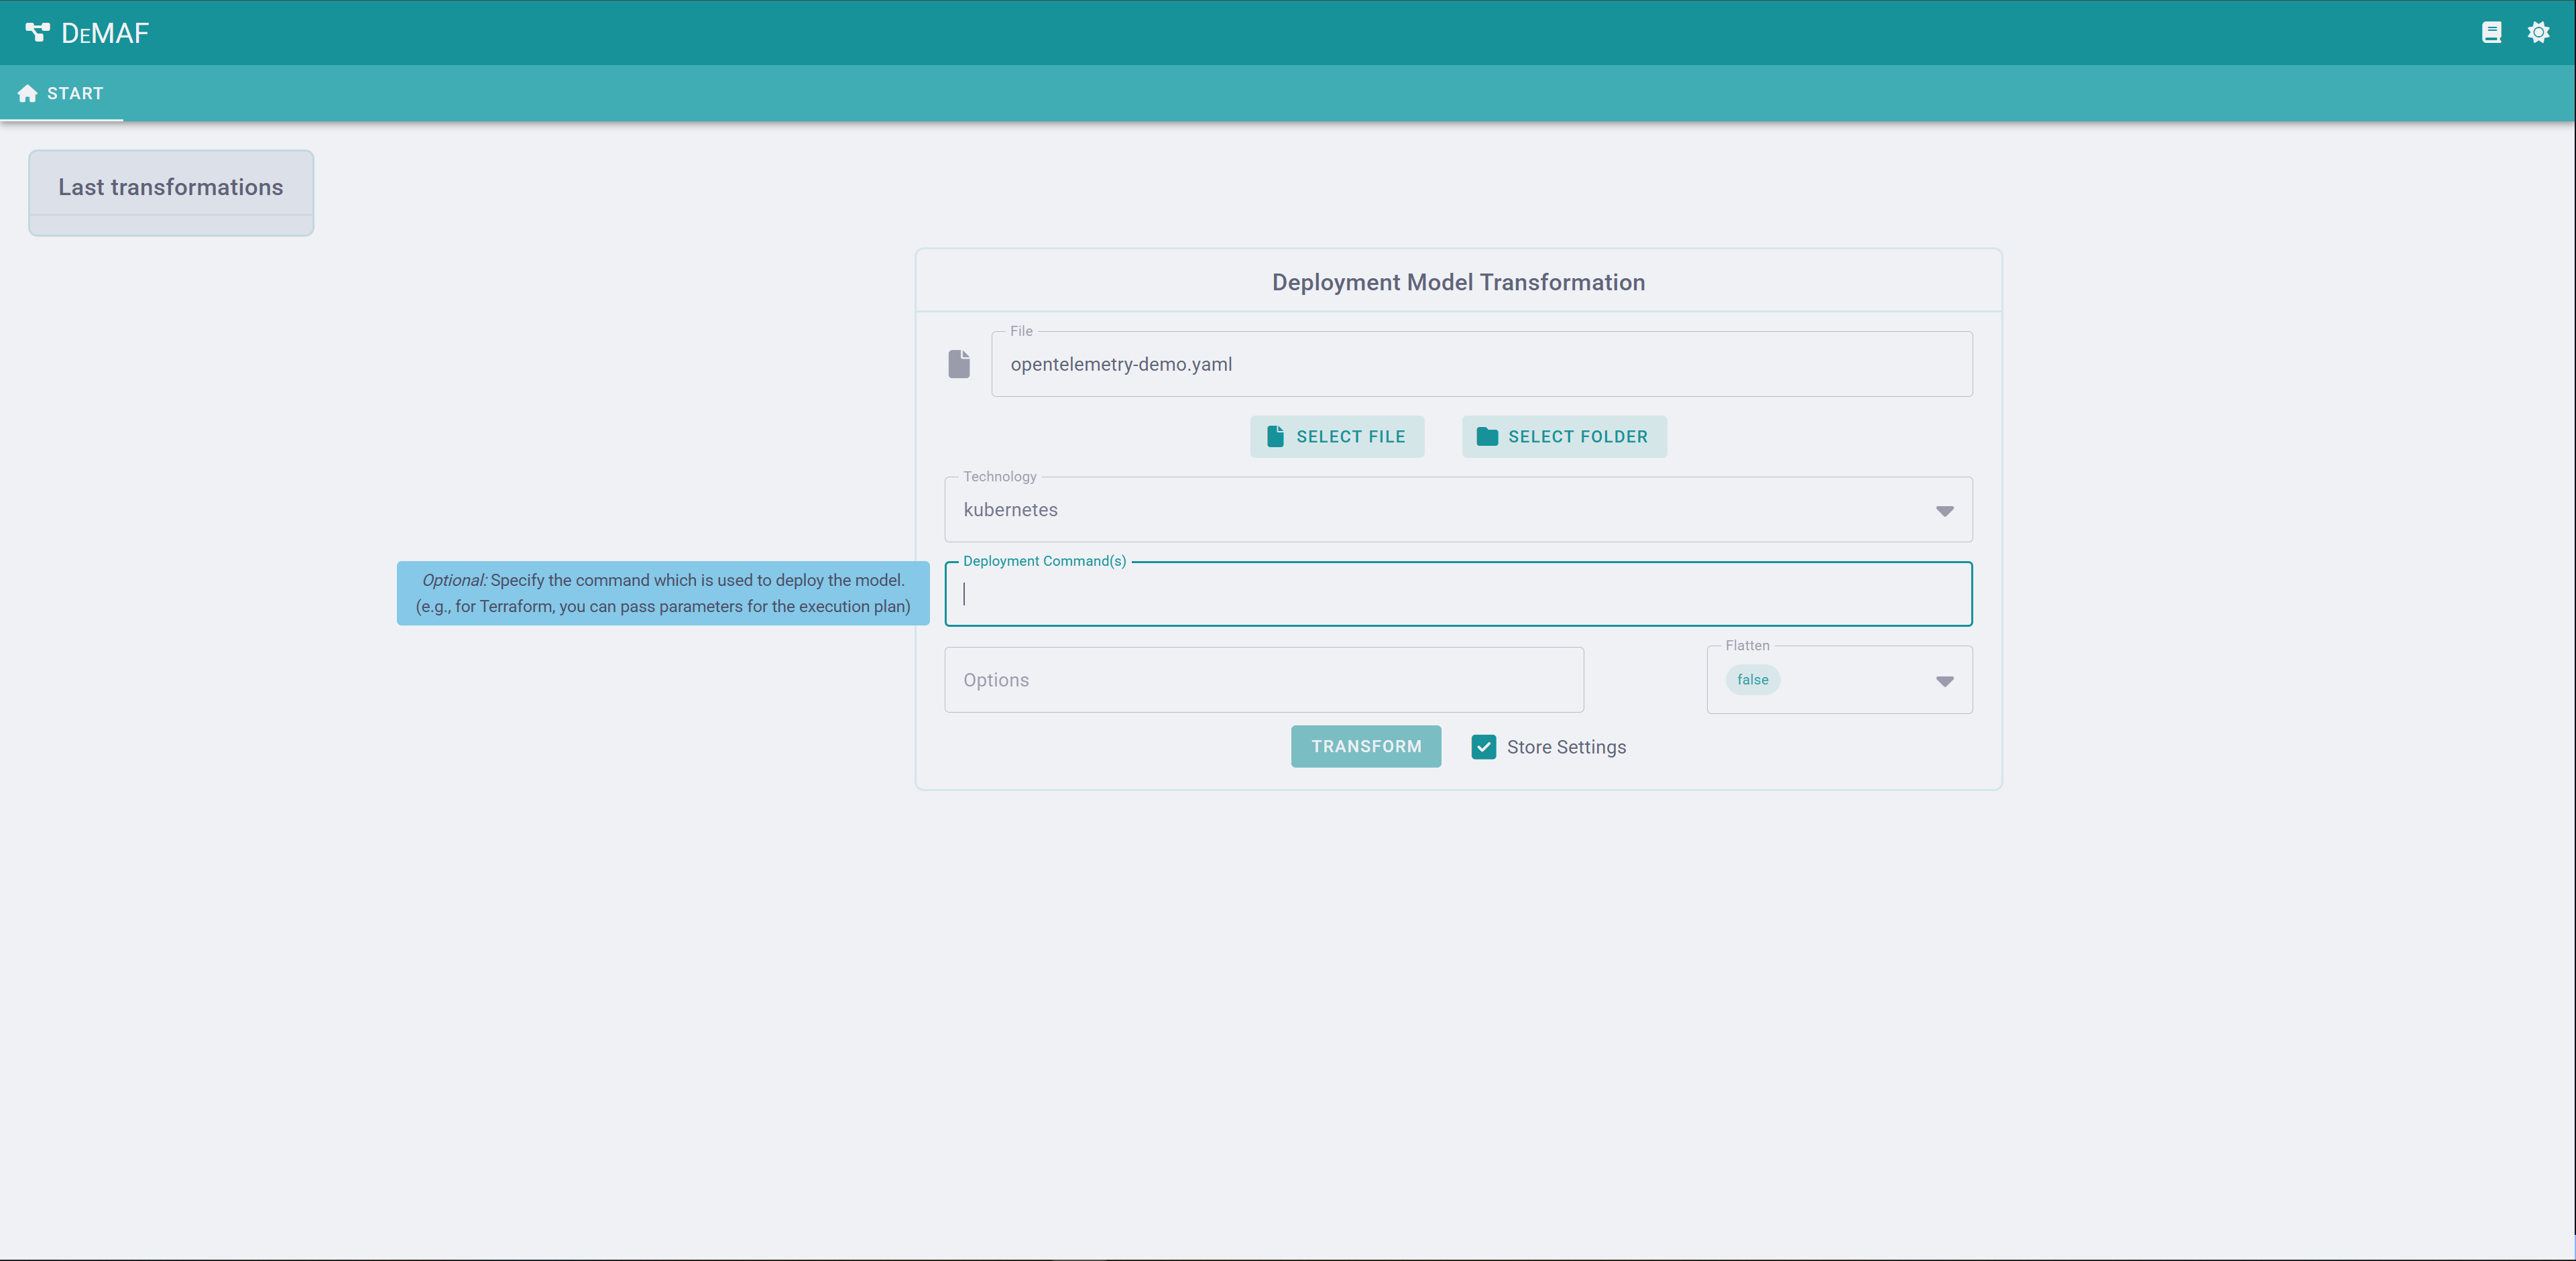 DeMAF
START
Last transformations
Deployment Model Transformation
File
opentelemetry-demo.yaml
SELECT FILE
SELECT FOLDER
Technology
kubernetes
Deployment Command(s)
Optional: Specify the command which is used to deploy the model.
(e.g., for Terraform, you can pass parameters for the execution plan)
Options
Flatten
false
TRANSFORM
Store Settings